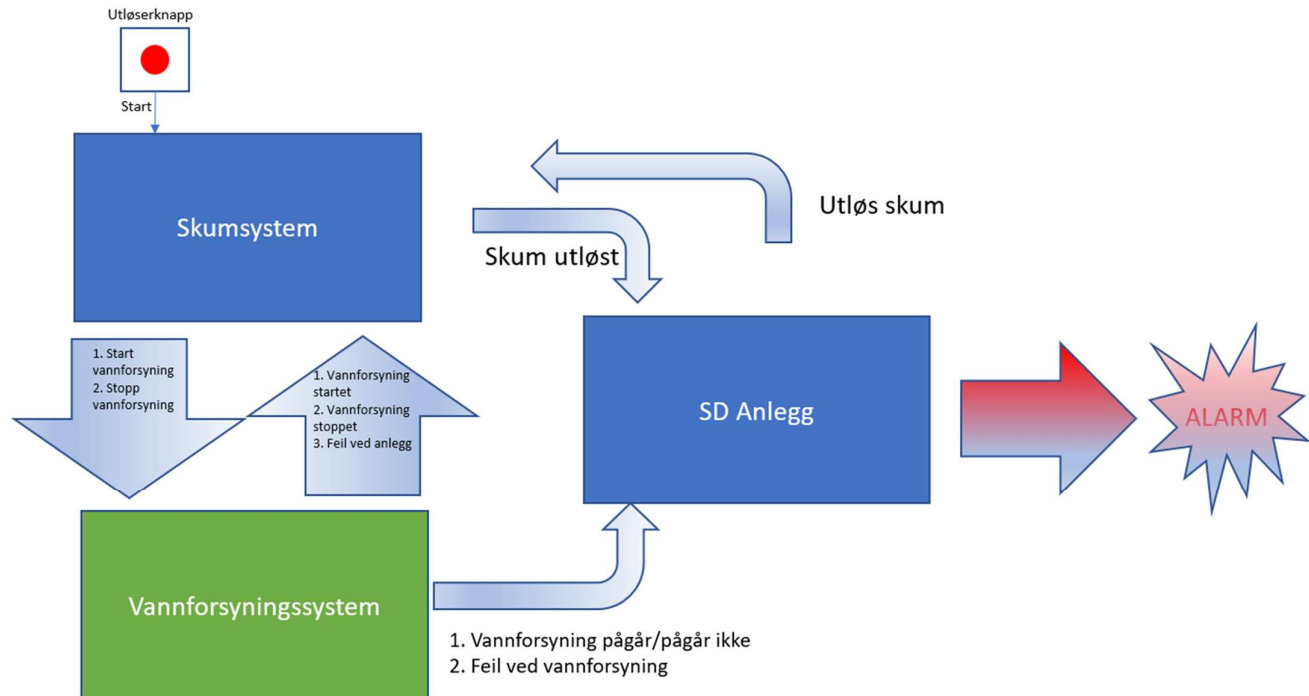 Utløserknapp
Start
Skumsystem
Utløs skum
Skum utløst
1. Start
vannforsyning
2. Stopp
vannforsyning
1. Vannforsyning
startet
2. Vannforsyning
stoppet
3. Feil ved anlegg
SD Anlegg
ALARM
Vannforsyningssystem
1. Vannforsyning pågår/pågår ikke
2. Feil ved vannforsyning